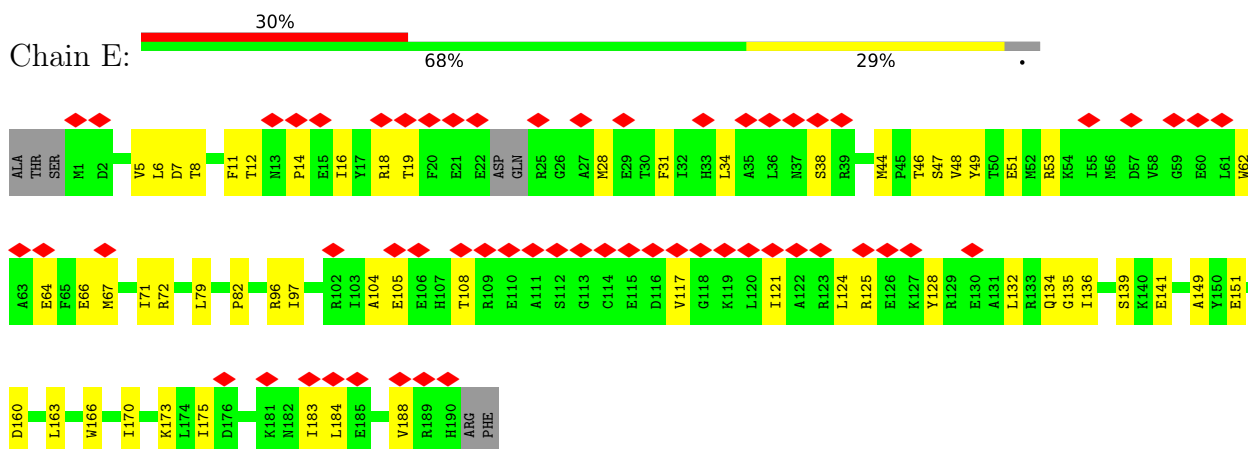 30%
Chain E:
68% 29% •
ALA THR SER M1 D2 V5 L6 D7 T8 F11 T12 N13 P14 E15 I16 Y17 R18 T19 F20 E21 E22 ASP GLN R25 G26 A27 M28 E29 T30 F31 I32 H33 L34 A35 L36 N37 S38 R39 M44 P45 T46 S47 V48 Y49 T50 E51 M52 R53 K54 I55 M56 D57 V58 G59 E60 L61 W62
A63 E64 F65 E66 M67 I71 R72 L79 P82 R96 I97 R102 I103 A104 E105 E106 H107 T108 R109 E110 A111 S112 G113 C114 E115 D116 V117 G118 K119 L120 I121 A122 R123 L124 R125 E126 K127 Y128 R129 E130 A131 L132 R133 Q134 G135 I136 S139 K140 E141 A149 Y150 E151
D160 L163 W166 I170 K173 L174 I175 D176 K181 N182 I183 L184 E185 V188 R189 H190 ARG PHE